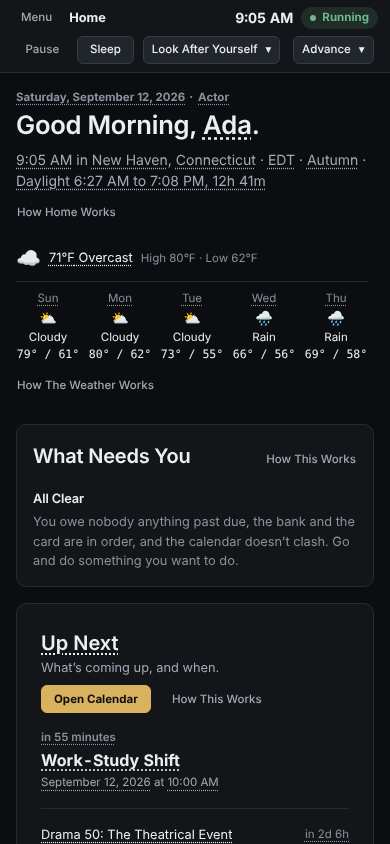 Menu Home 9:05 AM Running
Pause Sleep Look After Yourself ▾ Advance ▾
Saturday, September 12, 2026 · Actor
Good Morning, Ada.
9:05 AM in New Haven, Connecticut · EDT · Autumn ·
Daylight 6:27 AM to 7:08 PM, 12h 41m
How Home Works
71°F Overcast High 80°F · Low 62°F
Sun Mon Tue Wed Thu
Cloudy Cloudy Cloudy Rain Rain
79° / 61° 80° / 62° 73° / 55° 66° / 56° 69° / 58°
How The Weather Works
What Needs You How This Works
All Clear
You owe nobody anything past due, the bank and the
card are in order, and the calendar doesn't clash. Go
and do something you want to do.
Up Next
What's coming up, and when.
Open Calendar How This Works
in 55 minutes
Work-Study Shift
September 12, 2026 at 10:00 AM
Drama 50: The Theatrical Event in 2d 6h